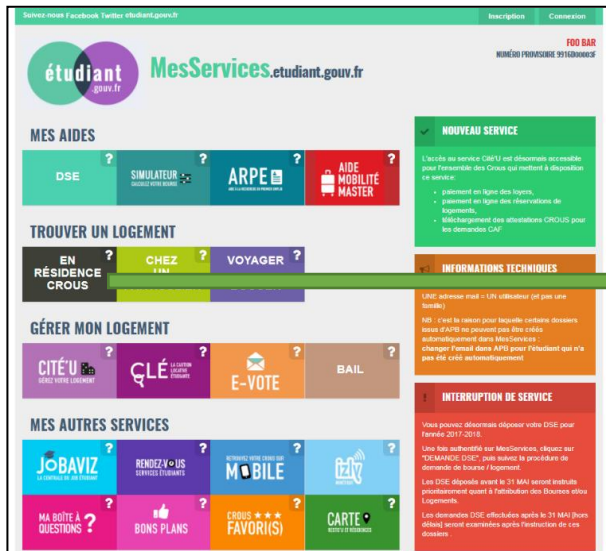 Suivez-nous Facebook Twitter etudiant.gouv.fr
Inscription Connexion
FOO BAR
NUMÉRO PROVISOIRE
étudiant
.gouv.fr
MesServices.etudiant.gouv.fr
MES AIDES
DSE ?
SIMULATEUR ?
CALCULEZ VOTRE BOURSE
ARPE ?
AIDE MOBILITÉ MASTER ?
TROUVER UN LOGEMENT
EN RÉSIDENCE CROUS ?
CHEZ ?
VOYAGER ?
GÉRER MON LOGEMENT
CITÉ'U ?
GÉREZ VOTRE LOGEMENT
CLÉ LA CAUTION LOCATIVE ÉTUDIANTE ?
E-VOTE ?
BAIL ?
MES AUTRES SERVICES
JOBAVIZ ?
LA CENTRALE DU JOB ÉTUDIANT
RENDEZ-VOUS ?
SERVICES ÉTUDIANTS
RETROUVEZ VOTRE CROUS SUR
MOBILE ?
izly ?
MA BOÎTE À QUESTIONS ?
BONS PLANS ?
CROUS ★★★ FAVORI(S) ?
CARTE ?
NOUVEAU SERVICE
L'accès au service Cité'U est désormais accessible
pour l'ensemble des Crous qui mettent à disposition
ce service:
paiement en ligne des loyers,
paiement en ligne des réservations de
logements,
téléchargement des attestations CROUS pour
les demandes CAF
INFORMATIONS TECHNIQUES
UNE adresse mail = UN utilisateur (et pas une
famille)
NB : c'est la raison pour laquelle certains dossiers
issus d'APB ne peuvent pas être créés
automatiquement dans MesServices :
changer l'email dans APB pour l'étudiant qui n'a
pas été créé automatiquement
INTERRUPTION DE SERVICE
Vous pouvez désormais déposer votre DSE pour
l'année 2017-2018.
Une fois authentifié sur MesServices, cliquez sur
"DEMANDE DSE", puis suivez la procédure de
demande de bourse / logement.
Les DSE déposés avant le 31 MAI seront instruits
prioritairement quant à l'attribution des Bourses et/ou
Logements.
Les demandes DSE effectuées après le 31 MAI [hors
délais] seront examinées après l'instruction de ces
dossiers .